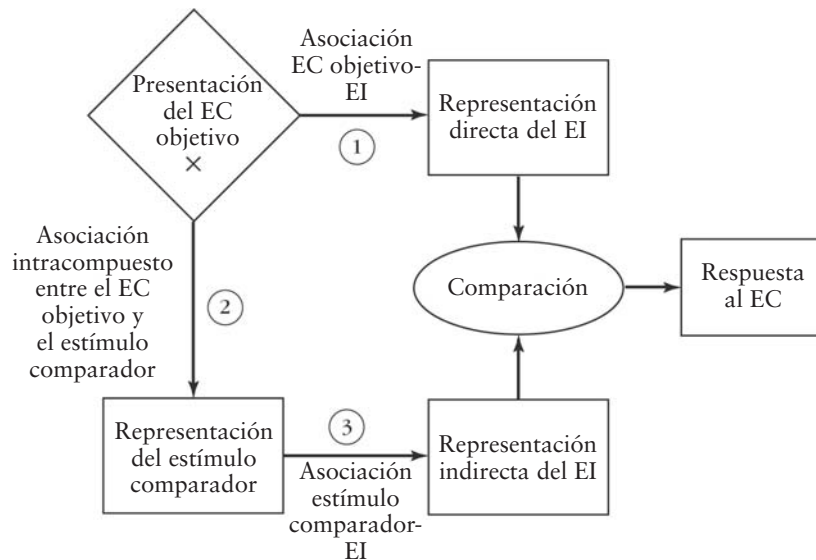 Presentación
del EC
objetivo
×
Asociación
EC objetivo-
EI
1
Representación
directa del EI
Asociación
intracompuesto
entre el EC
objetivo y
el estímulo
comparador
2
Comparación
Respuesta
al EC
Representación
del estímulo
comparador
3
Asociación
estímulo
comparador-
EI
Representación
indirecta del EI